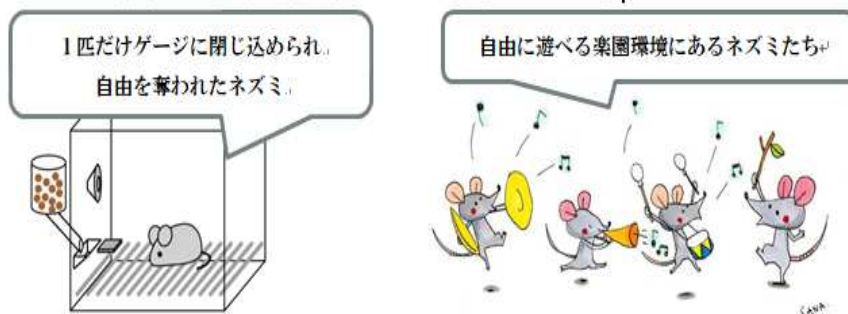 １匹だけゲージに閉じ込められ
自由を奪われたネズミ
自由に遊べる楽園環境にあるネズミたち
SANA.